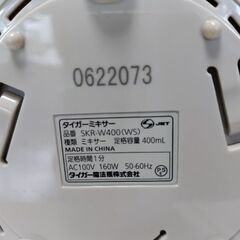 0622073
タイガーミキサー
品番 SKR-W400(WS)
種類 ミキサー 定格容量 400mL
MADE IN CHINA
定格時間1分
AC100V 160W 50-60Hz
タイガー魔法瓶株式会社
JET
PS